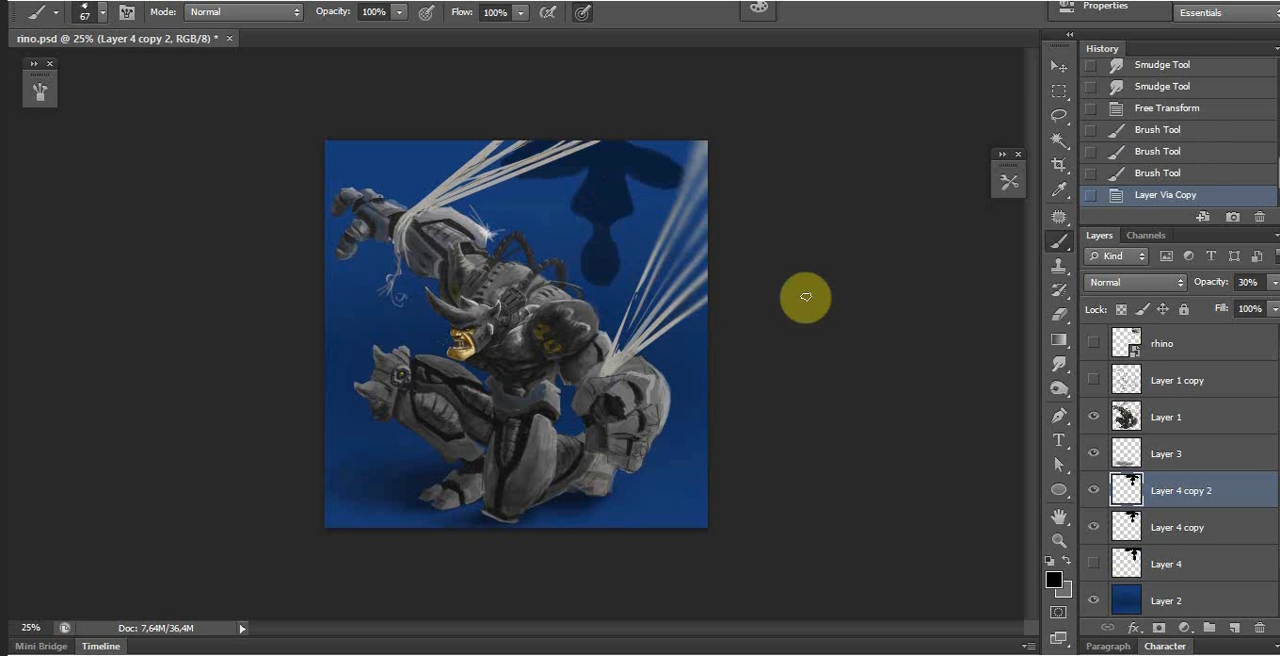 67
Mode: Normal
Opacity: 100%
Flow: 100%
Properties
Essentials
rino.psd @ 25% (Layer 4 copy 2, RGB/8) * ×
History
Smudge Tool
Smudge Tool
Free Transform
Brush Tool
Brush Tool
Brush Tool
Layer Via Copy
Layers Channels
Kind
Normal Opacity: 30%
Lock: Fill: 100%
rhino
Layer 1 copy
Layer 1
Layer 3
Layer 4 copy 2
Layer 4 copy
Layer 4
Layer 2
25% Doc: 7,64M/36,4M
Mini Bridge Timeline
Paragraph Character